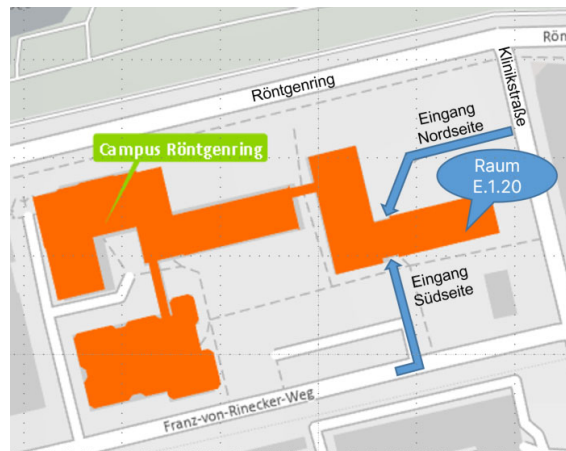 Röntgenring
Rön
Klinikstraße
Eingang
Nordseite
Campus Röntgenring
Raum
E.1.20
Eingang
Südseite
Franz-von-Rinecker-Weg